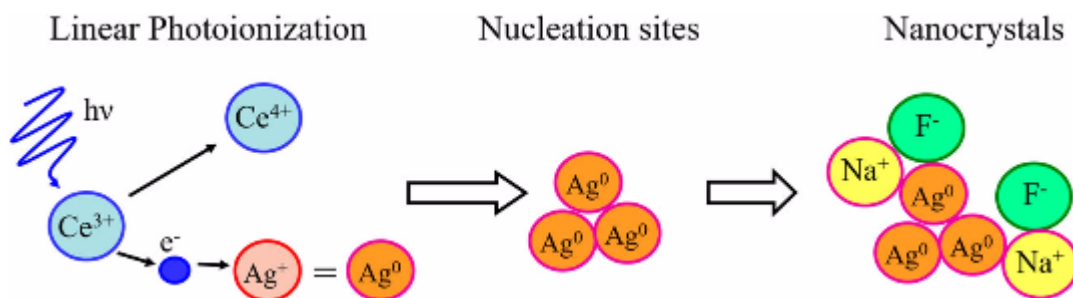 Linear Photoionization
Nucleation sites
Nanocrystals
hν
Ce⁴⁺
Ce³⁺
e⁻
Ag⁺ = Ag⁰
Ag⁰
Ag⁰ Ag⁰
F⁻
Na⁺
Ag⁰
F⁻
Ag⁰ Ag⁰
Na⁺